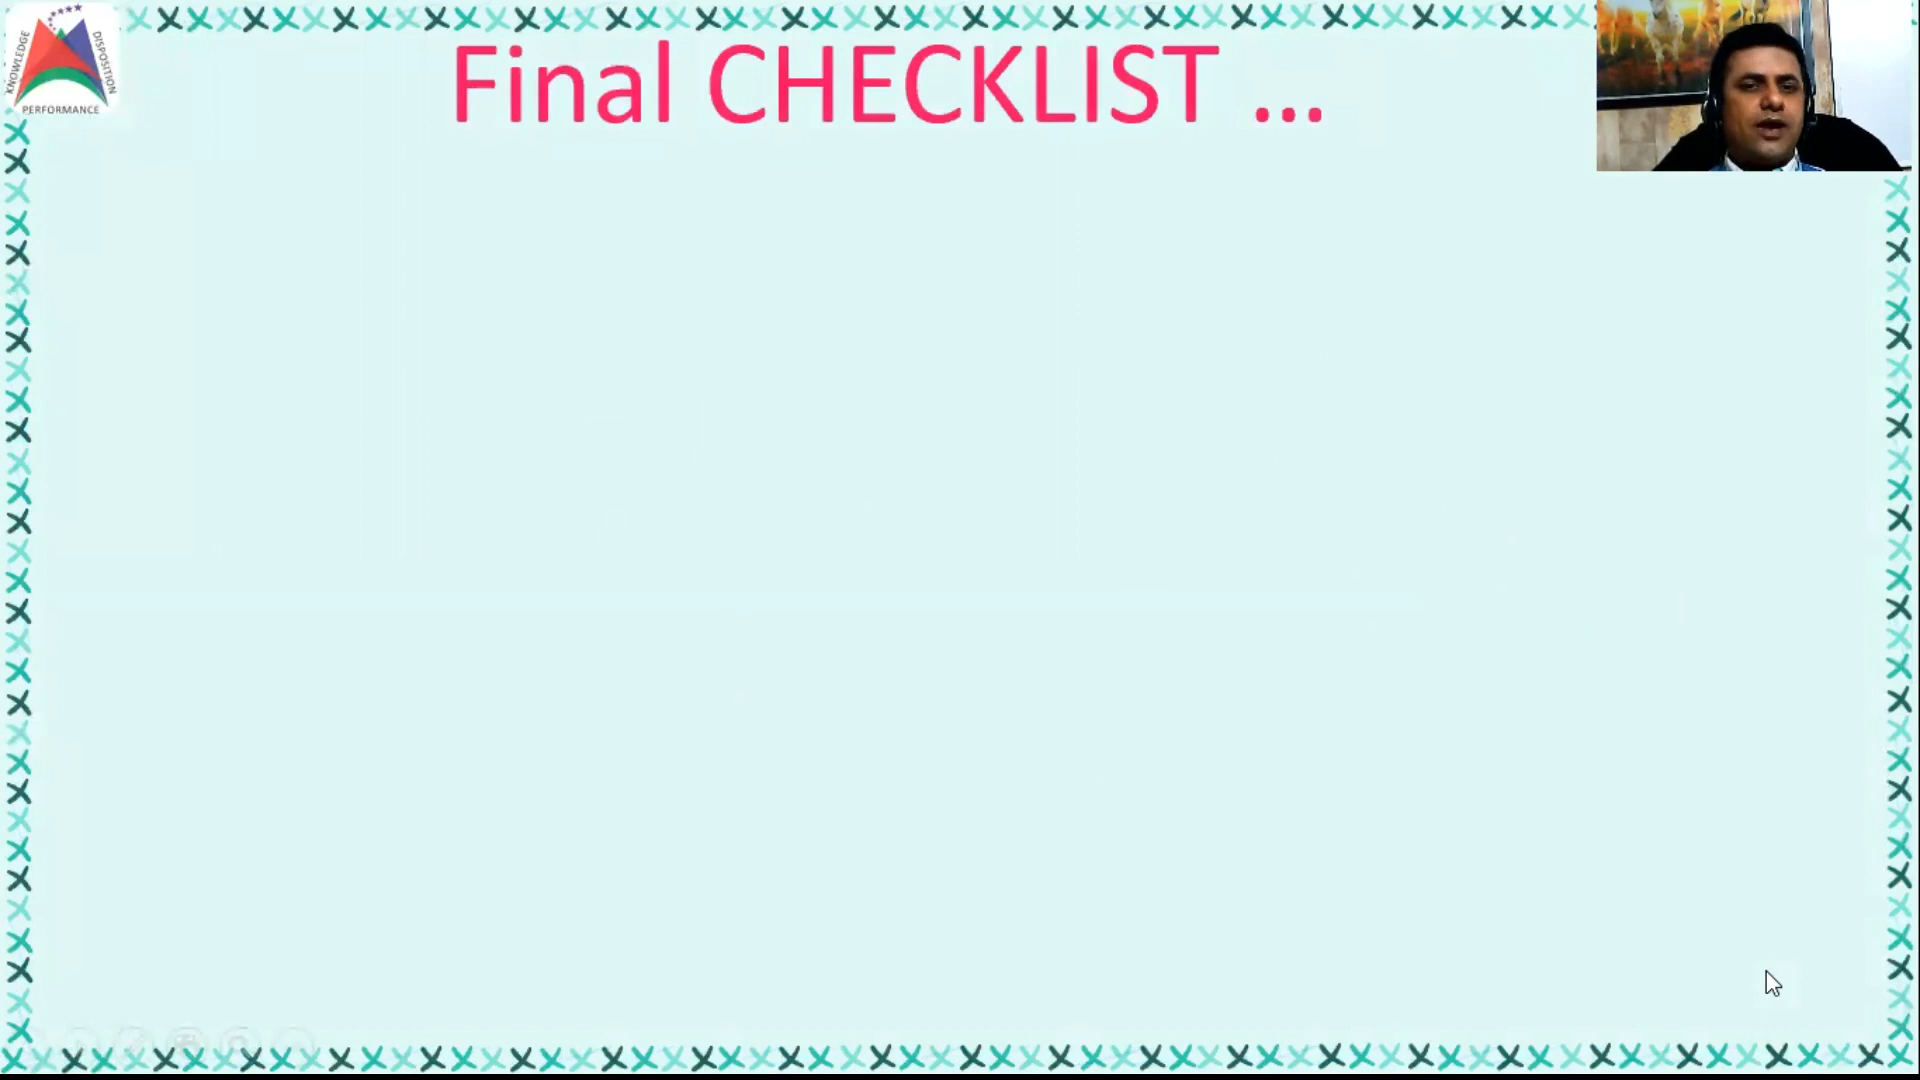 KNOWLEDGE
DISPOSITION
PERFORMANCE
Final CHECKLIST ...